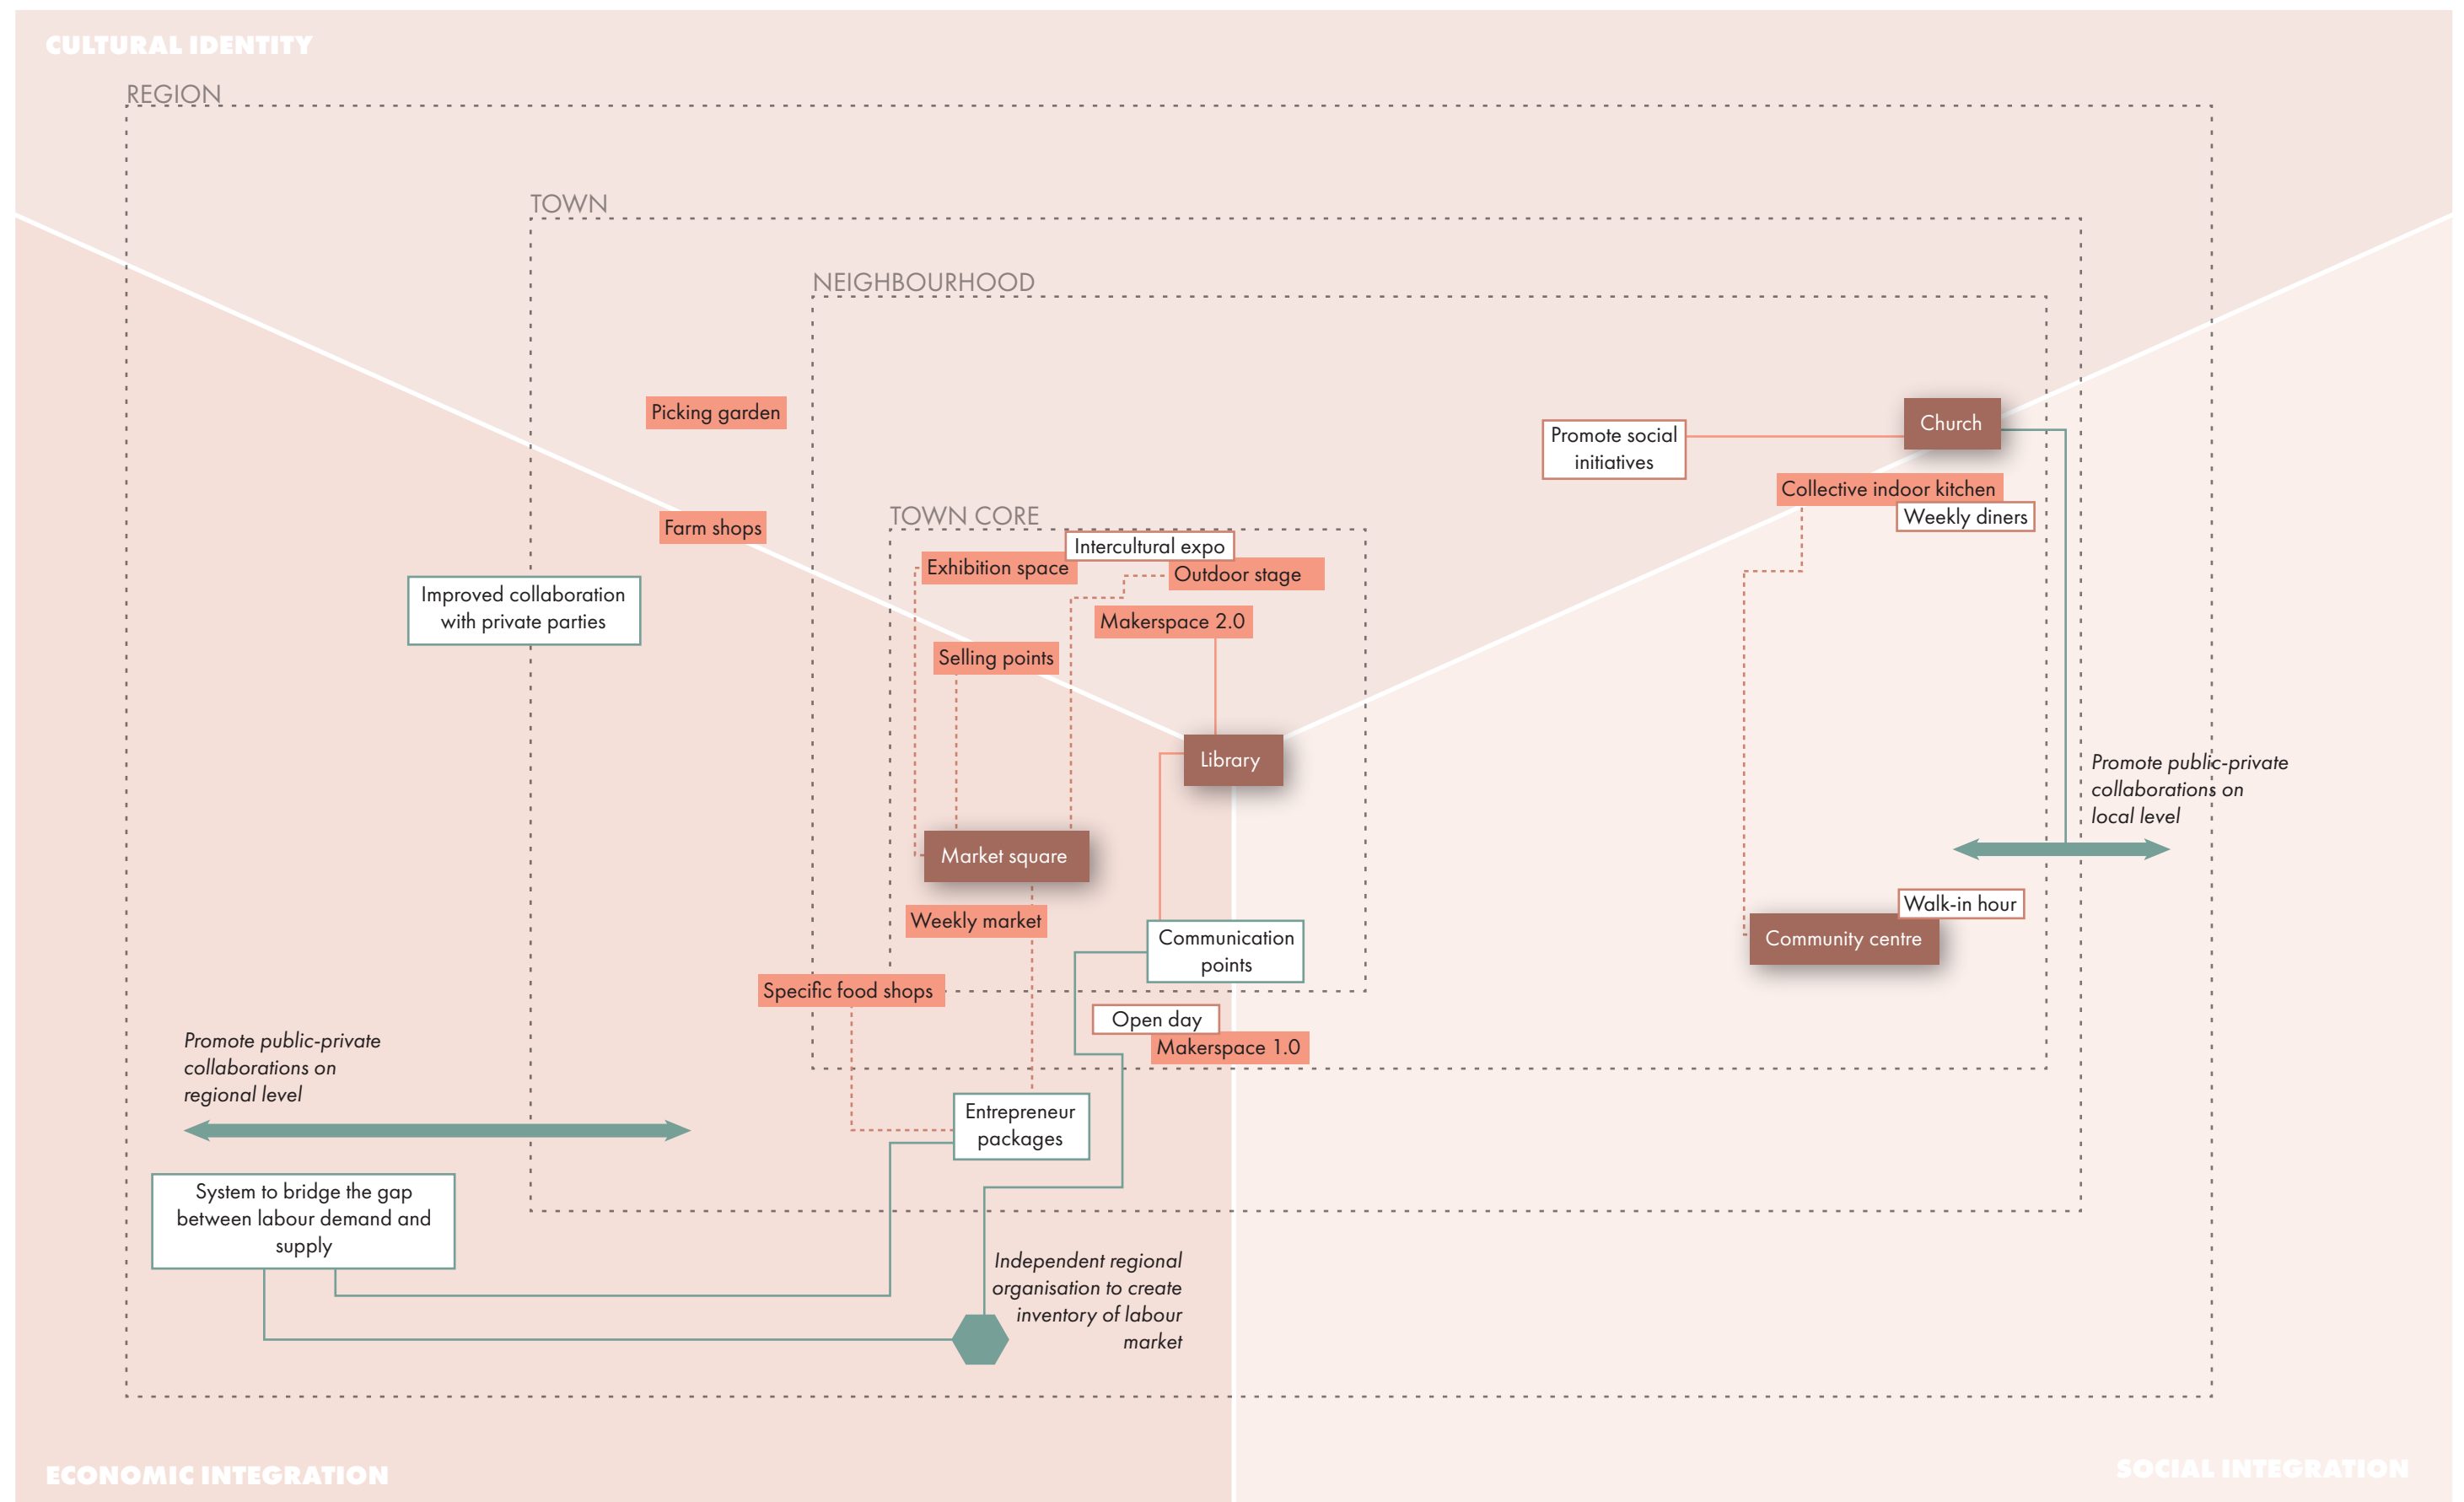 CULTURAL IDENTITY
REGION
TOWN
NEIGHBOURHOOD
Picking garden
Church
Promote social
initiatives
Collective indoor kitchen
Weekly diners
TOWN CORE
Farm shops
Intercultural expo
Exhibition space
Outdoor stage
Improved collaboration
with private parties
Makerspace 2.0
Selling points
Library
Promote public-private
collaborations on
local level
Market square
Walk-in hour
Weekly market
Communication
points
Community centre
Specific food shops
Open day
Makerspace 1.0
Promote public-private
collaborations on
regional level
Entrepreneur
packages
System to bridge the gap
between labour demand and
supply
Independent regional
organisation to create
inventory of labour
market
ECONOMIC INTEGRATION
SOCIAL INTEGRATION